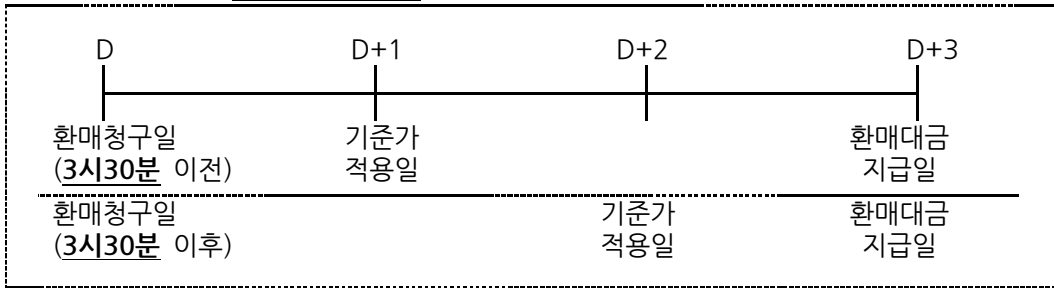 D D+1 D+2 D+3
환매청구일 기준가 환매대금
(3시30분 이전) 적용일 지급일
환매청구일 기준가 환매대금
(3시30분 이후) 적용일 지급일